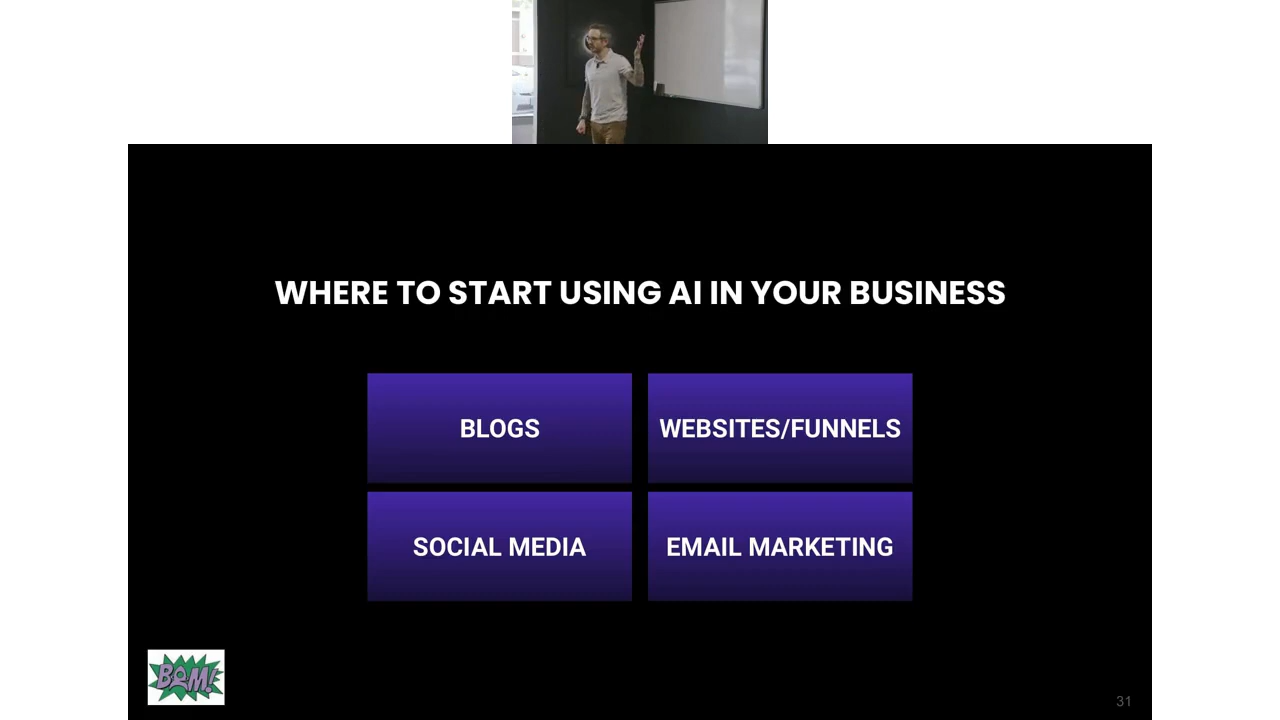 WHERE TO START USING AI IN YOUR BUSINESS
BLOGS
WEBSITES/FUNNELS
SOCIAL MEDIA
EMAIL MARKETING
BOM!
31